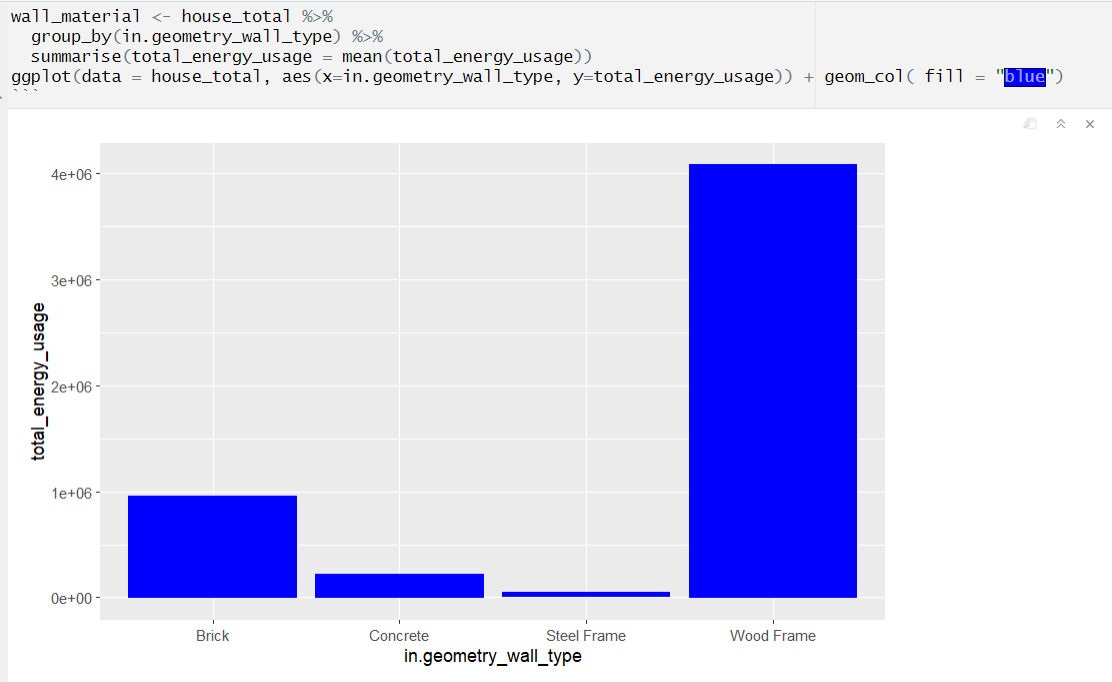 wall_material <- house_total %>%
  group_by(in.geometry_wall_type) %>%
  summarise(total_energy_usage = mean(total_energy_usage))
ggplot(data = house_total, aes(x=in.geometry_wall_type, y=total_energy_usage)) + geom_col( fill = "blue")
```
4e+06
3e+06
2e+06
1e+06
0e+00
total_energy_usage
Brick Concrete Steel Frame Wood Frame
in.geometry_wall_type